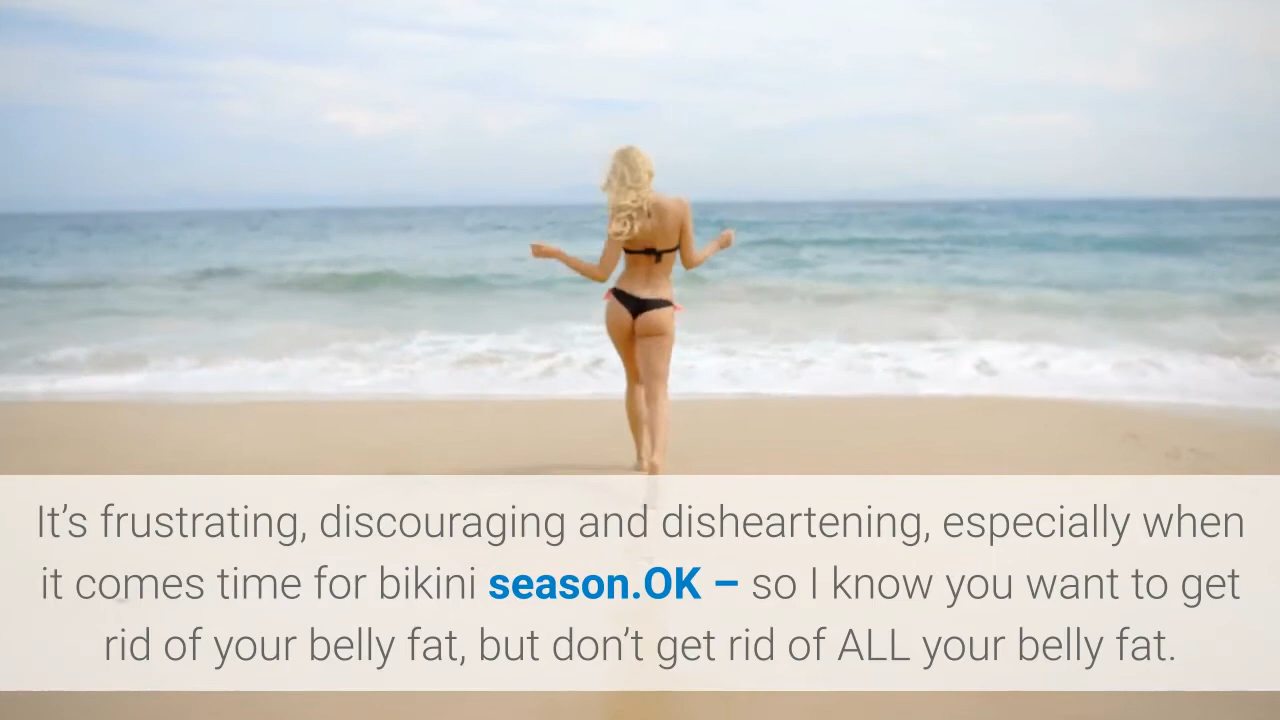 It’s frustrating, discouraging and disheartening, especially when
it comes time for bikini season.OK – so I know you want to get
rid of your belly fat, but don’t get rid of ALL your belly fat.